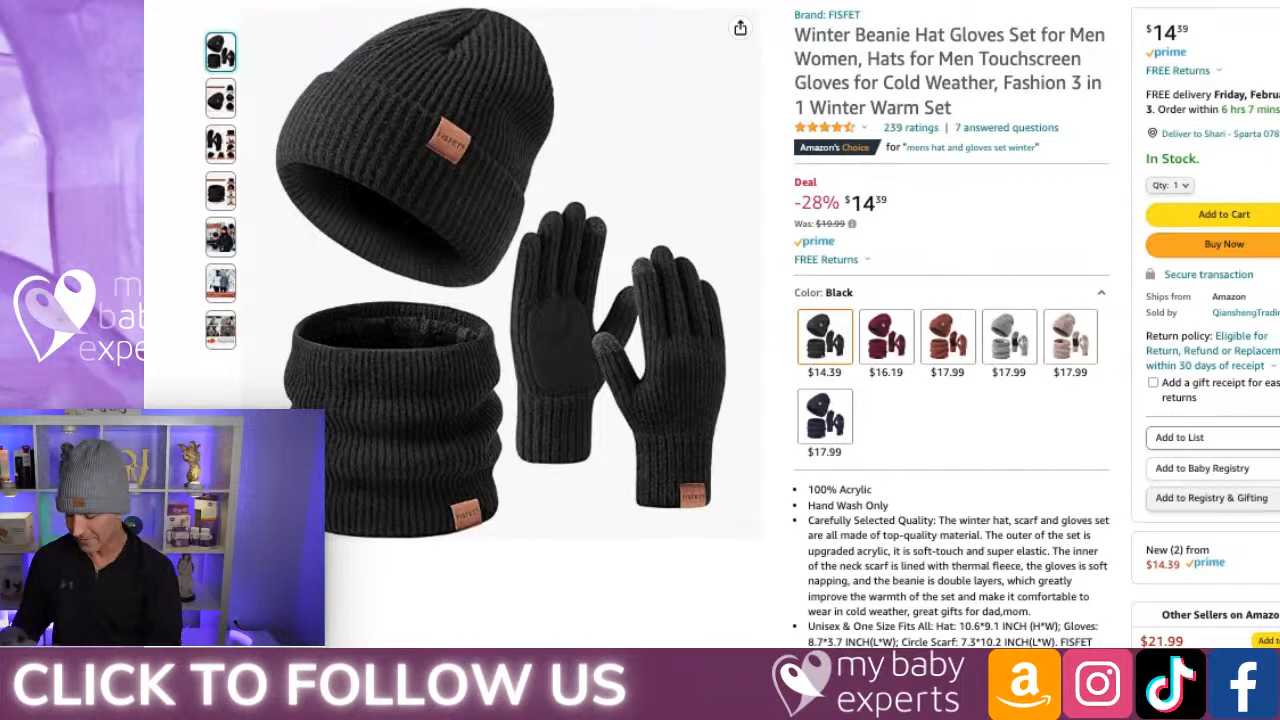 Brand: FISFET
Winter Beanie Hat Gloves Set for Men
Women, Hats for Men Touchscreen
Gloves for Cold Weather, Fashion 3 in
1 Winter Warm Set
239 ratings | 7 answered questions
Amazon's Choice for "mens hat and gloves set winter"
Deal
-28% $14 39
Was: $19.99
prime
FREE Returns
Color: Black
$14.39 $16.19 $17.99 $17.99 $17.99
$17.99
• 100% Acrylic
• Hand Wash Only
• Carefully Selected Quality: The winter hat, scarf and gloves set
are all made of top-quality material. The outer of the set is
upgraded acrylic, it is soft-touch and super elastic. The inner
of the neck scarf is lined with thermal fleece, the gloves is soft
napping, and the beanie is double layers, which greatly
improve the warmth of the set and make it comfortable to
wear in cold weather, great gifts for dad,mom.
• Unisex & One Size Fits All: Hat: 10.6*9.1 INCH (H*W); Gloves:
8.7*3.7 INCH(L*W); Circle Scarf: 7.3*10.2 INCH(L*W). FISFET
$14 39
prime
FREE Returns
FREE delivery Friday, Februa
3. Order within 6 hrs 7 mins
Deliver to Shari - Sparta 078
In Stock.
Qty: 1
Add to Cart
Buy Now
Secure transaction
Ships from Amazon
Sold by QianshengTradin
Return policy: Eligible for
Return, Refund or Replacem
within 30 days of receipt
Add a gift receipt for eas
returns
Add to List
Add to Baby Registry
Add to Registry & Gifting
New (2) from
$14.39 prime
Other Sellers on Amazo
$21.99 Add to
FISFET
FISFET
FISFET
my
bab
expe
CLICK TO FOLLOW US
my baby
experts
a
f